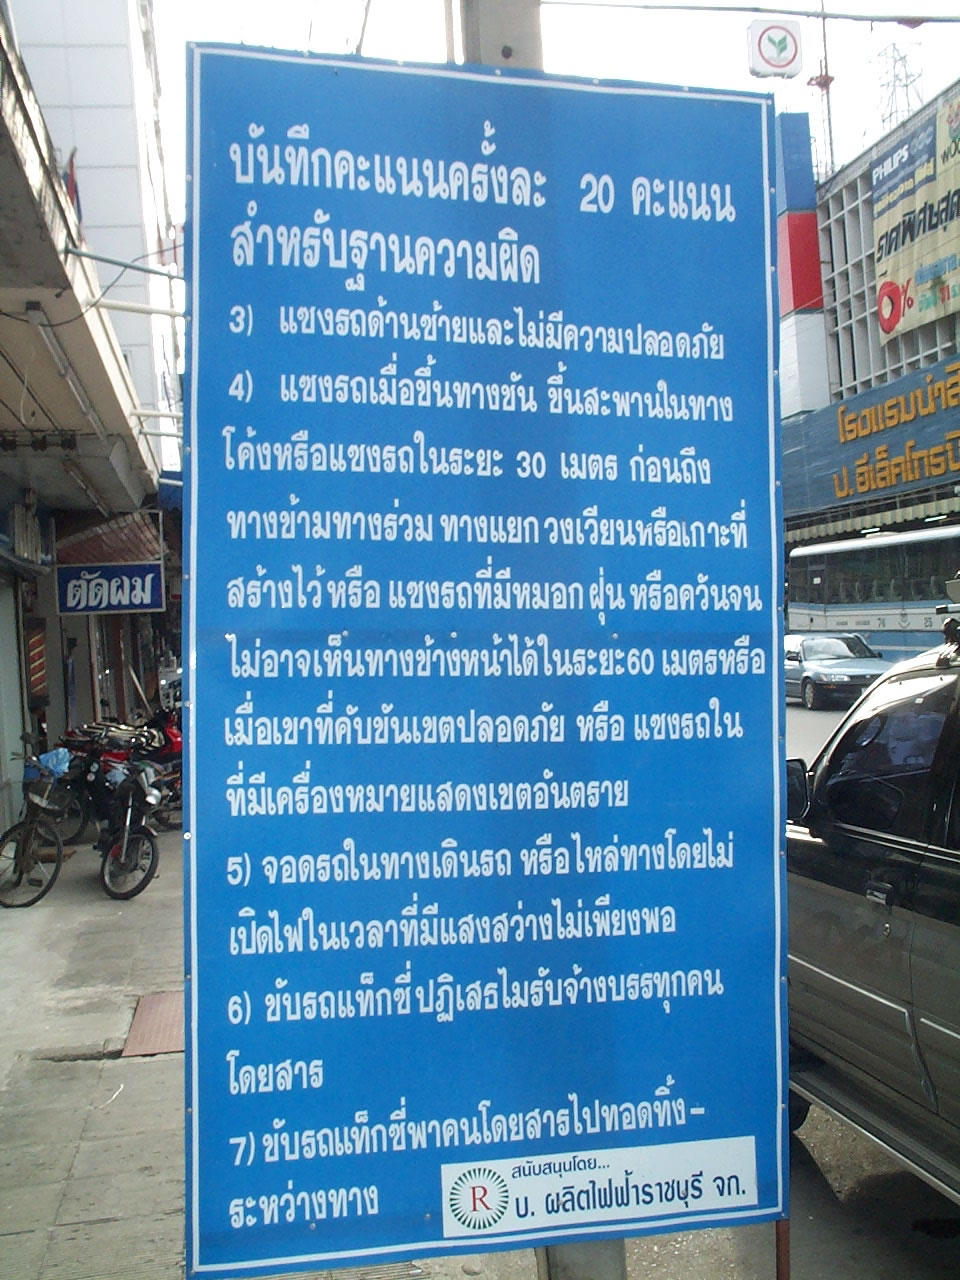 บันทึกคะแนนครั้งละ 20 คะแนน
สำหรับฐานความผิด
3) แซงรถด้านซ้ายและไม่มีความปลอดภัย
4) แซงรถเมื่อขึ้นทางชัน ขึ้นสะพานในทาง
โค้งหรือแซงรถในระยะ 30 เมตร ก่อนถึง
ทางข้ามทางร่วม ทางแยก วงเวียนหรือเกาะที่
สร้างไว้ หรือ แซงรถที่มีหมอก ฝุ่น หรือควันจน
ไม่อาจเห็นทางข้างหน้าได้ในระยะ60 เมตรหรือ
เมื่อเขาที่คับขันเขตปลอดภัย หรือ แซงรถใน
ที่มีเครื่องหมายแสดงเขตอันตราย
5) จอดรถในทางเดินรถ หรือไหล่ทางโดยไม่
เปิดไฟในเวลาที่มีแสงสว่างไม่เพียงพอ
6) ขับรถแท็กซี่ ปฏิเสธไมรับจ้างบรรทุกคน
โดยสาร
7) ขับรถแท็กซี่พาคนโดยสารไปทอดทิ้ง-
ระหว่างทาง
สนับสนุนโดย...
R บ. ผลิตไฟฟ้าราชบุรี จก.
ตัดผม
PHILIPS
ราคาพิเศษสุด
0%
โรงแรมนำสิ
ป. อีเล็คโทรนิ